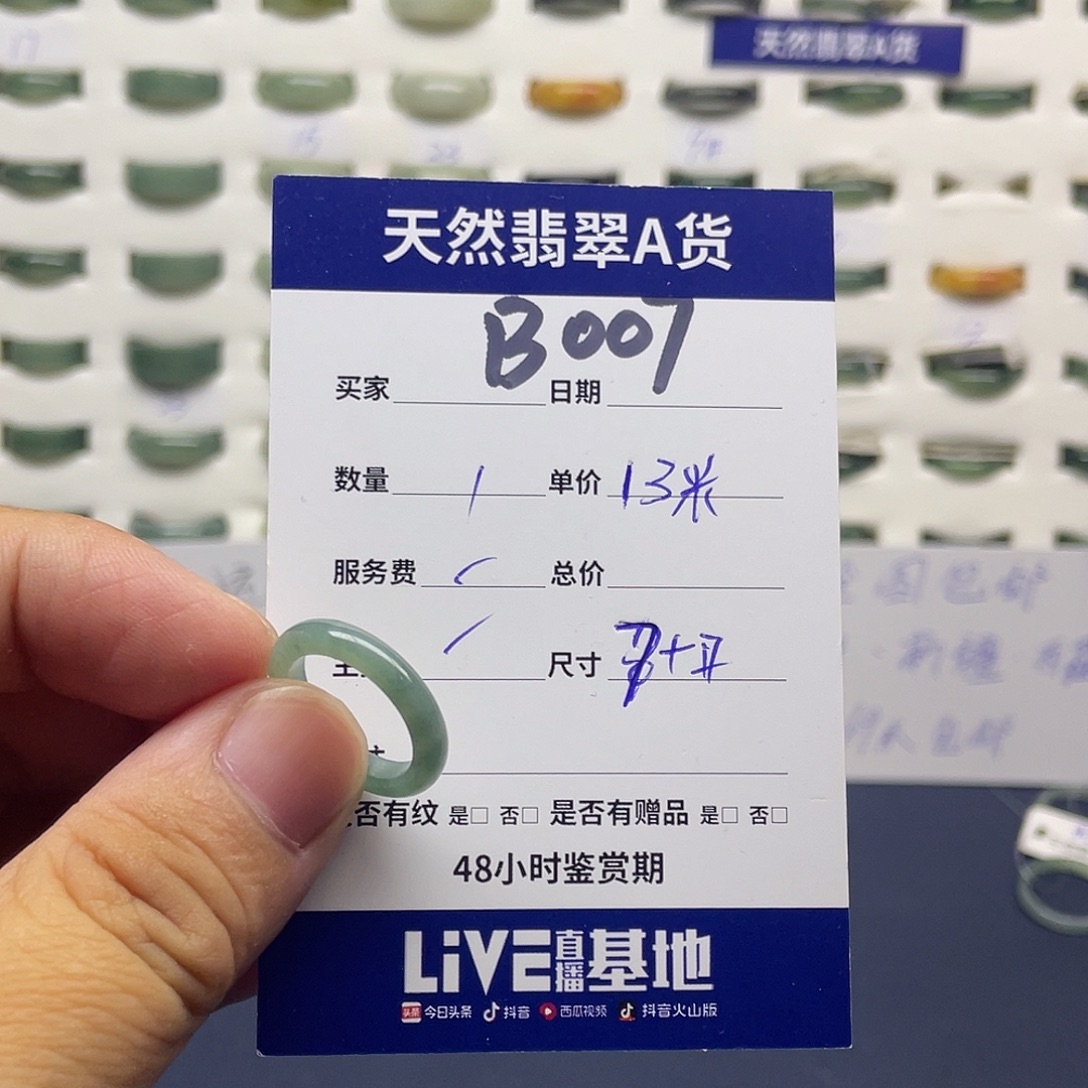 天然翡翠A货
天然翡翠A货
B007
买家 日期
数量 1 单价 13米
服务费 总价
尺寸
否有纹 是□ 否□ 是否有赠品 是□ 否□
48小时鉴赏期
LiVE直播基地
头条 今日头条 抖音 西瓜视频 抖音火山版